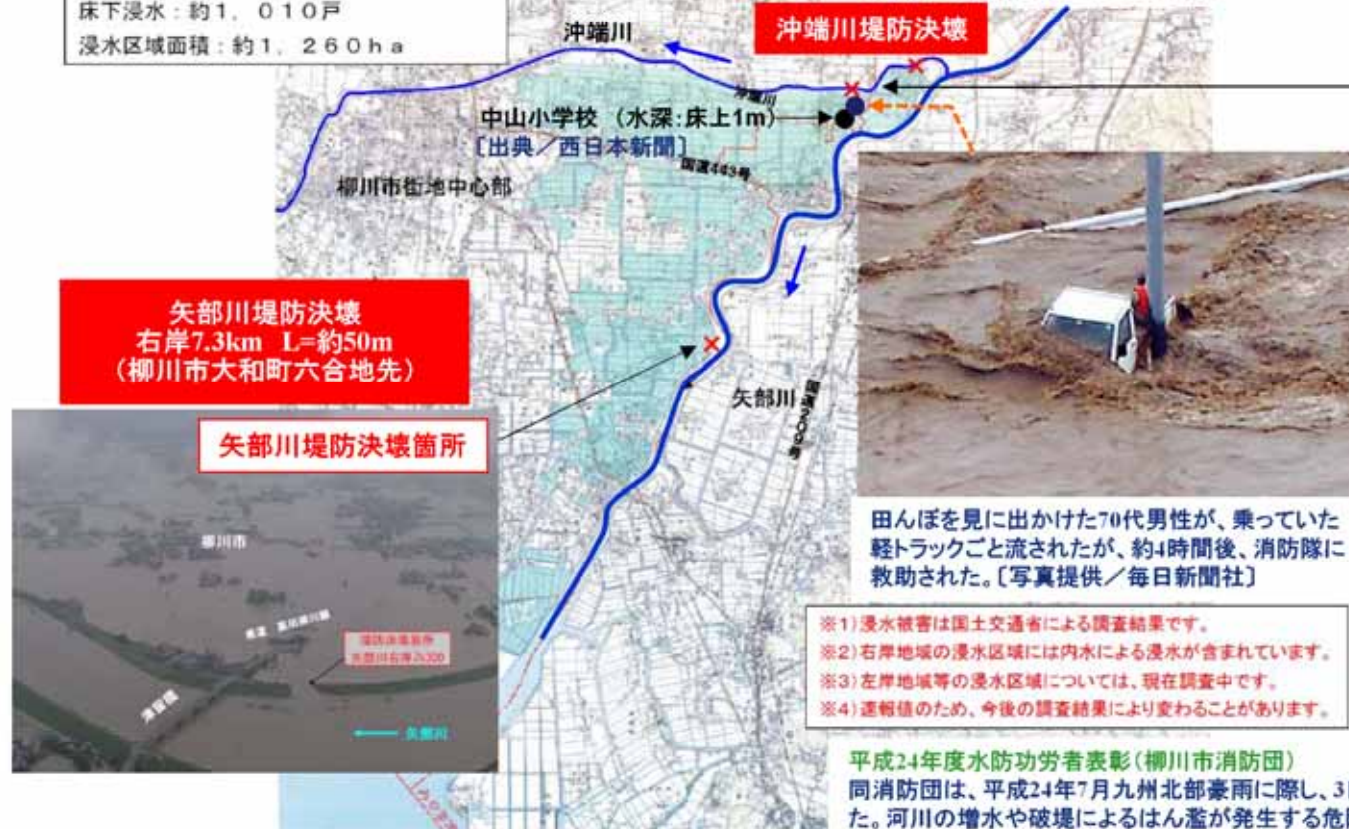 床下浸水：約1，010戸
浸水区域面積：約1，260ha
沖端川
沖端川堤防決壊
沖端川
中山小学校 （水深：床上1m）
〔出典／西日本新聞〕
国道443号
柳川市街地中心部
矢部川堤防決壊
右岸7.3km L=約50m
（柳川市大和町六合地先）
矢部川堤防決壊箇所
矢部川
国道209号
柳川市
堤防決壊箇所
矢部川
田んぼを見に出かけた70代男性が、乗っていた
軽トラックごと流されたが、約4時間後、消防隊に
救助された。〔写真提供／毎日新聞社〕
※1）浸水被害は国土交通省による調査結果です。
※2）右岸地域の浸水区域には内水による浸水が含まれています。
※3）左岸地域等の浸水区域については、現在調査中です。
※4）速報値のため、今後の調査結果により変わることがあります。
平成24年度水防功労者表彰（柳川市消防団）
同消防団は、平成24年7月九州北部豪雨に際し、3
た。河川の増水や破堤によるはん濫が発生する危